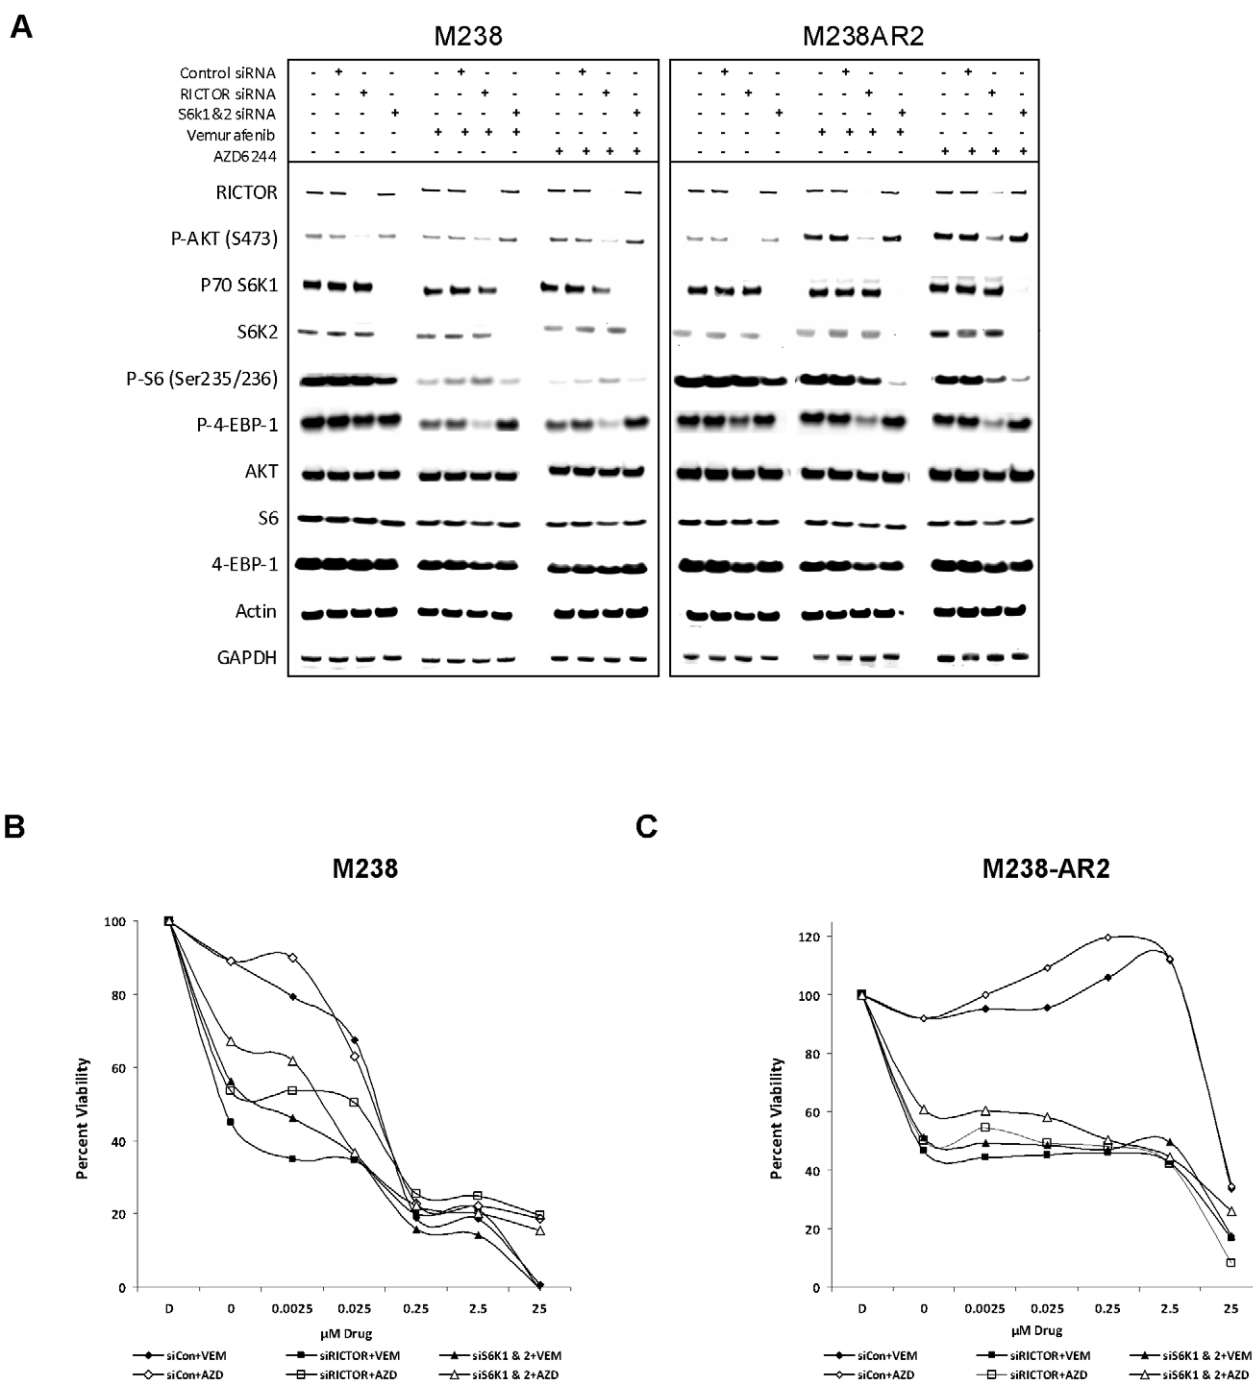 A
M238 M238AR2
Control siRNA - + - - - - + - - - - + - - - + - - - - + - - - - + - -
RICTOR siRNA - - + - - - + - - - + - - - + - - - + - - - + -
S6k1&2 siRNA - - - + - - - + - - - + - - - + - - - + - - - +
Vemurafenib - - - - + + + + - - - - - - - - + + + + - - - -
AZD6244 - - - - - - - - + + + + - - - - - - - - + + + +
RICTOR
P-AKT (S473)
P70 S6K1
S6K2
P-S6 (Ser235/236)
P-4-EBP-1
AKT
S6
4-EBP-1
Actin
GAPDH
B
M238
100
80
60
40
20
0
Percent Viability
D 0 0.0025 0.025 0.25 2.5 25
µM Drug
siCon+VEM siRICTOR+VEM siS6K1 & 2+VEM
siCon+AZD siRICTOR+AZD siS6K1 & 2+AZD
C
M238-AR2
120
100
80
60
40
20
0
Percent Viability
D 0 0.0025 0.025 0.25 2.5 25
µM Drug
siCon+VEM siRICTOR+VEM siS6K1 & 2+VEM
siCon+AZD siRICTOR+AZD siS6K1 & 2+AZD